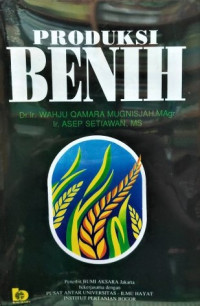 PRODUKSI
BENIH
Dr. Ir. WAHJU QAMARA MUGNISJAH, MAgr
Ir. ASEP SETIAWAN, MS
Penerbit BUMI AKSARA Jakarta
bekerjasama dengan
PUSAT ANTAR UNIVERSITAS - ILMU HAYAT
INSTITUT PERTANIAN BOGOR